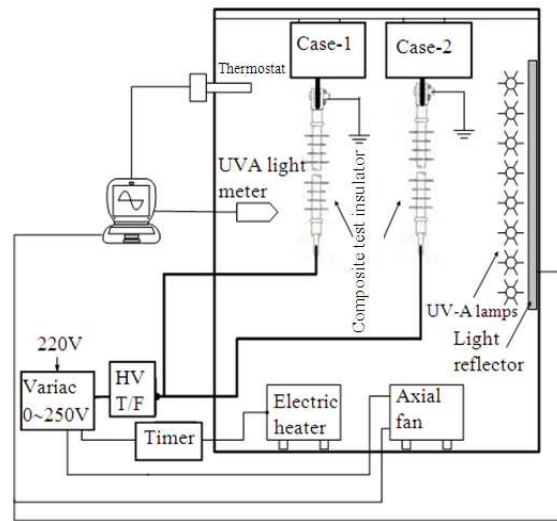 Case-1
Case-2
Thermostat
UVA light
meter
Composite test insulator
UV-A lamps
Light
reflector
220V
Variac
0~250V
HV
T/F
Timer
Electric
heater
Axial
fan